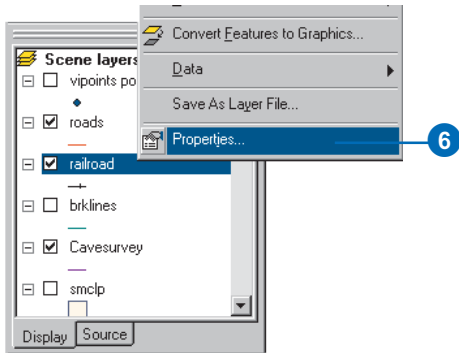 Convert Features to Graphics...
Data
Save As Layer File...
Properties...
6
Scene layers
vipoints po
roads
railroad
brklines
Cavesurvey
smclp
Display
Source